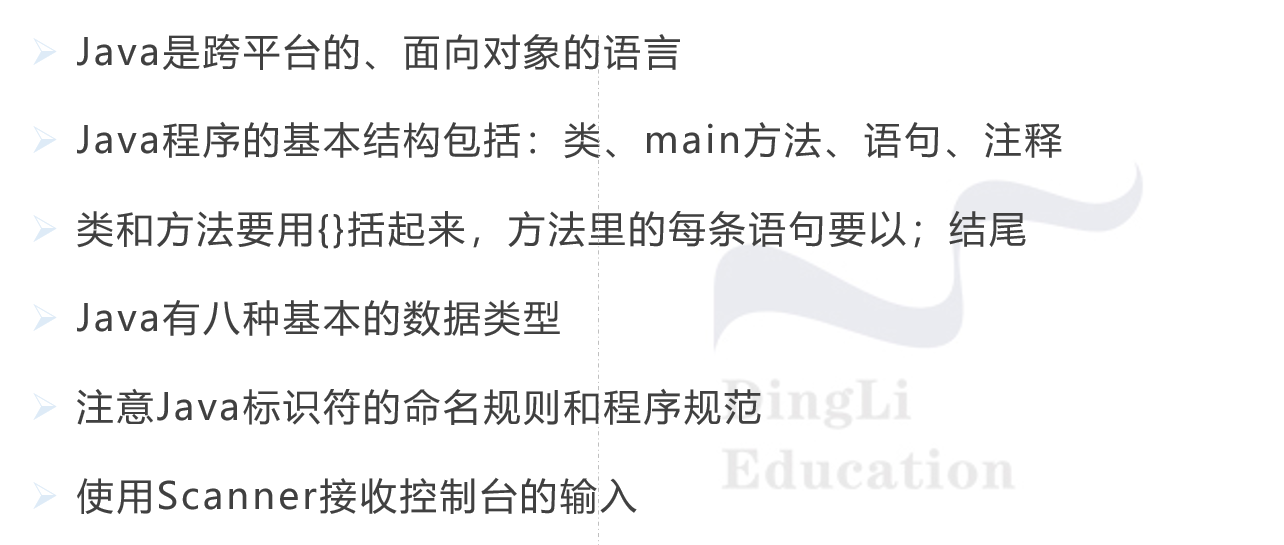 Java是跨平台的、面向对象的语言
Java程序的基本结构包括：类、main方法、语句、注释
类和方法要用{}括起来，方法里的每条语句要以；结尾
Java有八种基本的数据类型
注意Java标识符的命名规则和程序规范
DingLi
Education
使用Scanner接收控制台的输入